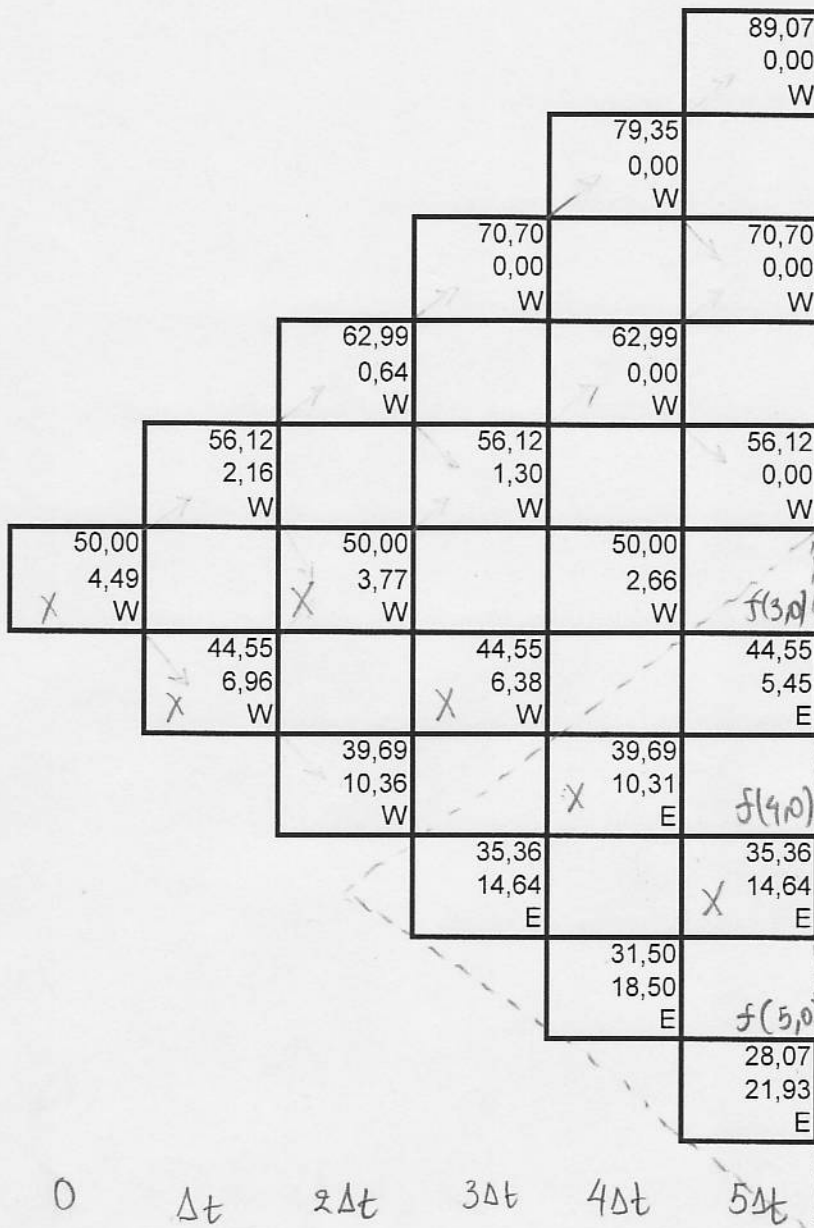 89,07
0,00
W
79,35
0,00
W
70,70
0,00
W
70,70
0,00
W
62,99
0,64
W
62,99
0,00
W
56,12
2,16
W
56,12
1,30
W
56,12
0,00
W
50,00
4,49
X W
50,00
3,77
X W
50,00
2,66
W
f(3,0)
44,55
6,96
X W
44,55
6,38
X W
44,55
5,45
E
39,69
10,36
W
39,69
10,31
X E
f(4,0)
35,36
14,64
E
35,36
14,64
X E
31,50
18,50
E
f(5,0
28,07
21,93
E
0 Δt 2Δt 3Δt 4Δt 5Δt